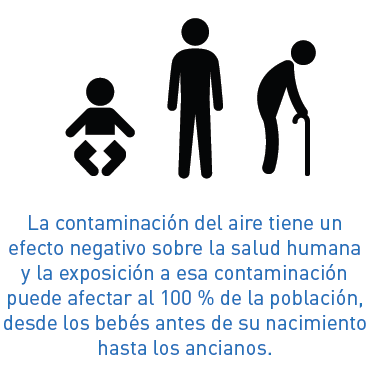 La contaminación del aire tiene un
efecto negativo sobre la salud humana
y la exposición a esa contaminación
puede afectar al 100 % de la población,
desde los bebés antes de su nacimiento
hasta los ancianos.